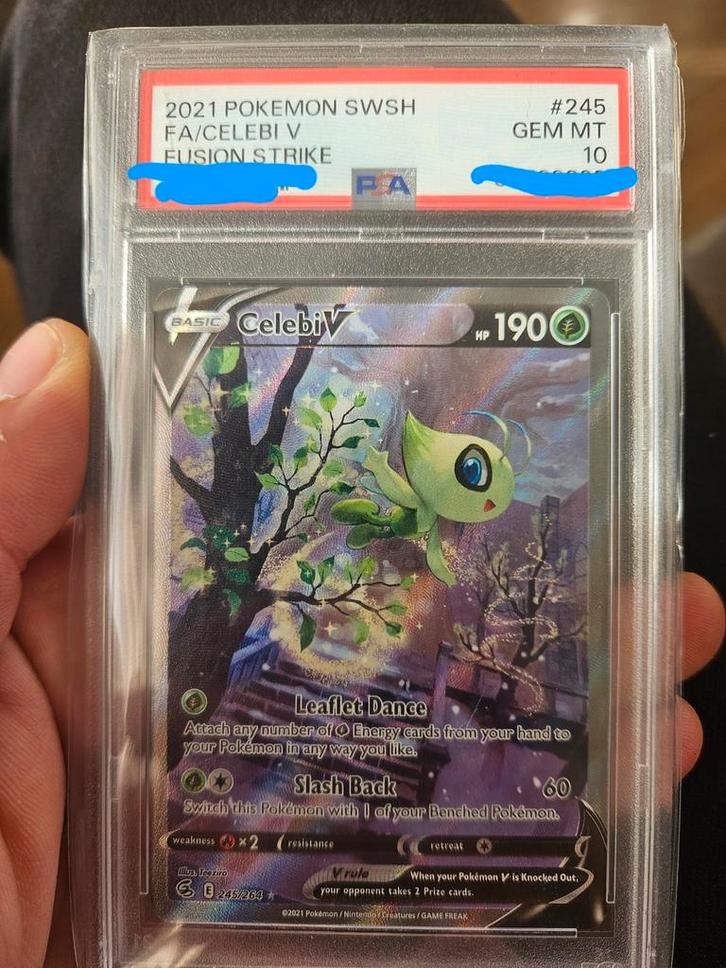 2021 POKEMON SWSH #245
FA/CELEBI V GEM MT
FUSION STRIKE 10
PSA
BASIC Celebi V HP 190
Leaflet Dance
Attach any number of Energy cards from your hand to
your Pokémon in any way you like.
Slash Back 60
Switch this Pokémon with 1 of your Benched Pokémon.
weakness ×2 resistance retreat
Illus. Teeziro
V rule When your Pokémon V is Knocked Out,
your opponent takes 2 Prize cards.
E 245/264
©2021 Pokémon / Nintendo / Creatures / GAME FREAK